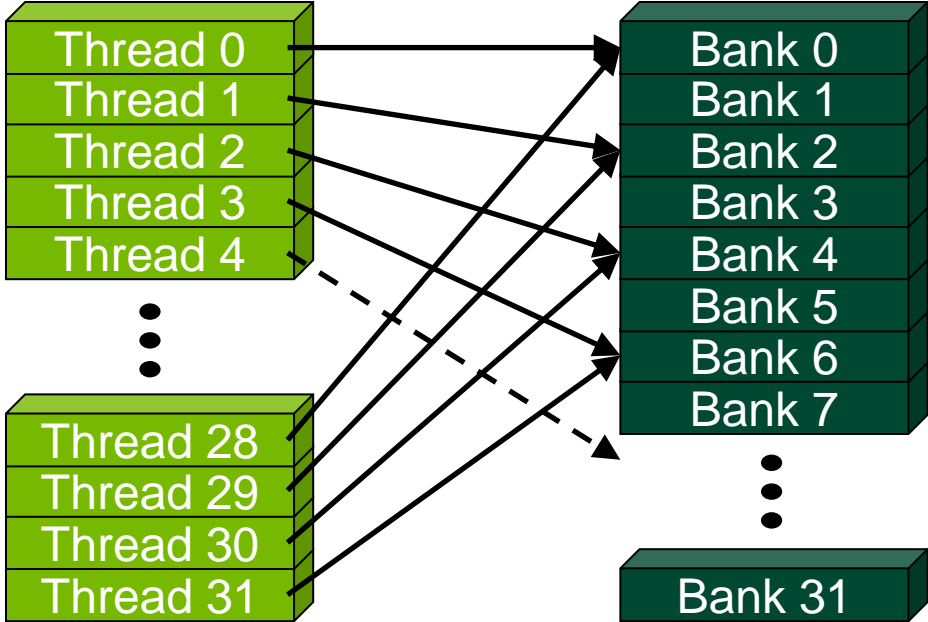 Thread 0
Thread 1
Thread 2
Thread 3
Thread 4
Thread 28
Thread 29
Thread 30
Thread 31
Bank 0
Bank 1
Bank 2
Bank 3
Bank 4
Bank 5
Bank 6
Bank 7
Bank 31